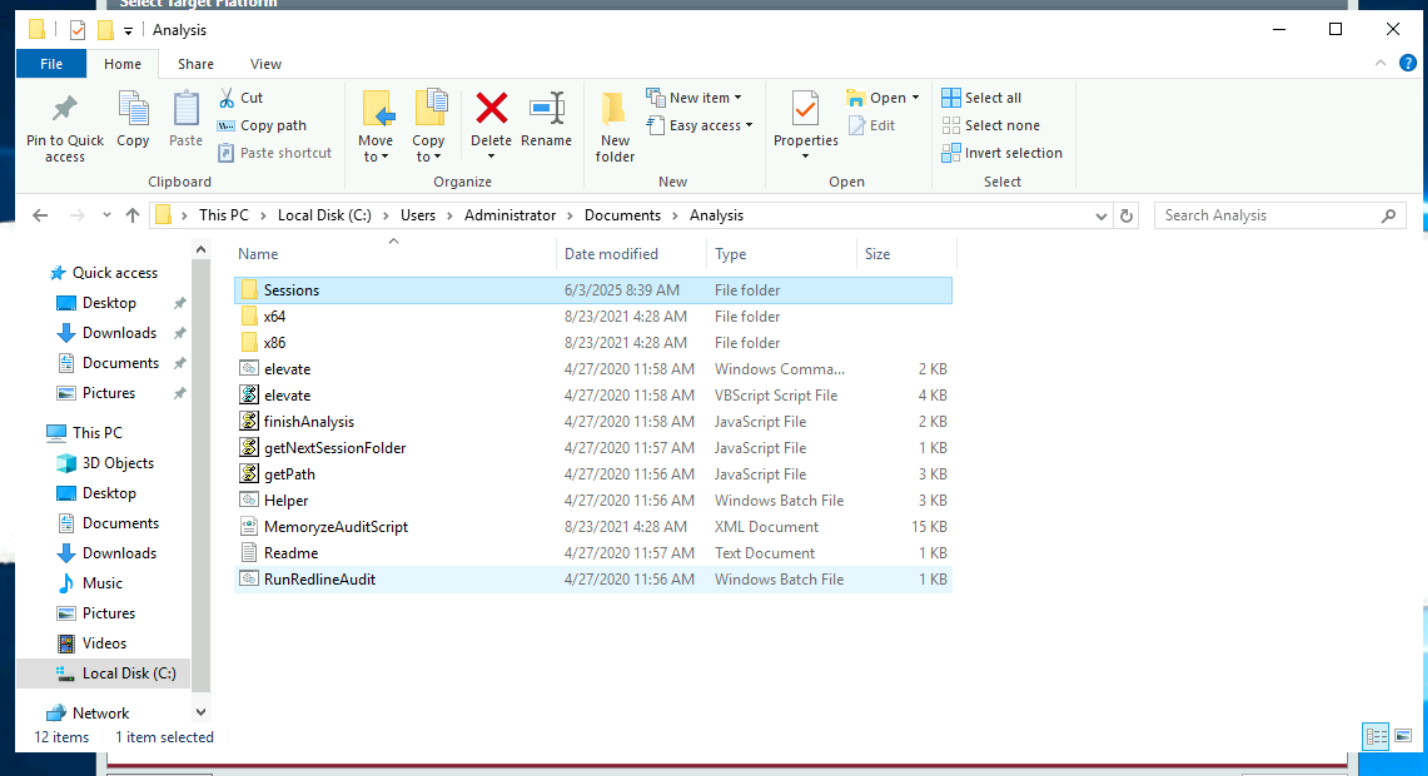 Select Target Platform
Analysis
File Home Share View
Pin to Quick access
Copy
Paste
Cut
Copy path
Paste shortcut
Clipboard
Move to
Copy to
Delete
Rename
Organize
New folder
New item
Easy access
New
Properties
Open
Edit
Open
Select all
Select none
Invert selection
Select
This PC > Local Disk (C:) > Users > Administrator > Documents > Analysis
Search Analysis
Quick access
Desktop
Downloads
Documents
Pictures
This PC
3D Objects
Desktop
Documents
Downloads
Music
Pictures
Videos
Local Disk (C:)
Network
Name Date modified Type Size
Sessions 6/3/2025 8:39 AM File folder
x64 8/23/2021 4:28 AM File folder
x86 8/23/2021 4:28 AM File folder
elevate 4/27/2020 11:58 AM Windows Comma... 2 KB
elevate 4/27/2020 11:58 AM VBScript Script File 4 KB
finishAnalysis 4/27/2020 11:58 AM JavaScript File 2 KB
getNextSessionFolder 4/27/2020 11:57 AM JavaScript File 1 KB
getPath 4/27/2020 11:56 AM JavaScript File 3 KB
Helper 4/27/2020 11:56 AM Windows Batch File 3 KB
MemoryzeAuditScript 8/23/2021 4:28 AM XML Document 15 KB
Readme 4/27/2020 11:57 AM Text Document 1 KB
RunRedlineAudit 4/27/2020 11:56 AM Windows Batch File 1 KB
12 items 1 item selected